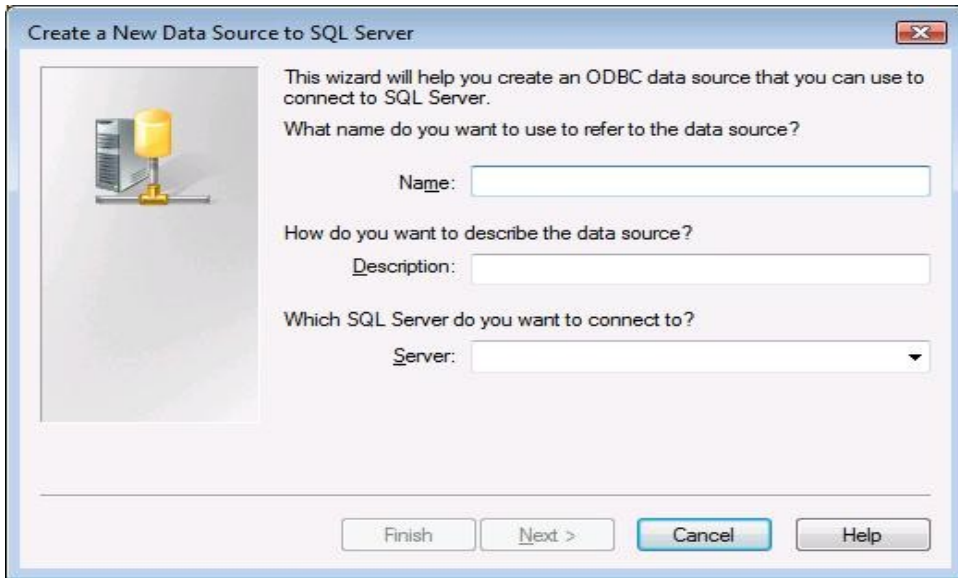 Create a New Data Source to SQL Server
This wizard will help you create an ODBC data source that you can use to
connect to SQL Server.
What name do you want to use to refer to the data source?
Name:
How do you want to describe the data source?
Description:
Which SQL Server do you want to connect to?
Server:
Finish
Next >
Cancel
Help